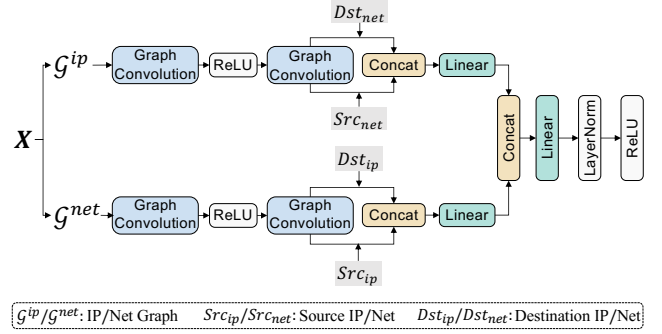 Dst_net
𝒢^ip
Graph Convolution
ReLU
Graph Convolution
Concat
Linear
Src_net
X
Concat
Linear
LayerNorm
ReLU
Dst_ip
𝒢^net
Graph Convolution
ReLU
Graph Convolution
Concat
Linear
Src_ip
𝒢^ip/𝒢^net: IP/Net Graph Src_ip/Src_net: Source IP/Net Dst_ip/Dst_net: Destination IP/Net